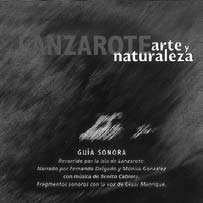 LANZAROTE arte y
naturaleza
GUÍA SONORA
Recorrido por la isla de Lanzarote.
Narrado por Fernando Delgado y Mónica González
con música de Benito Cabrera.
Fragmentos sonoros con la voz de César Manrique.